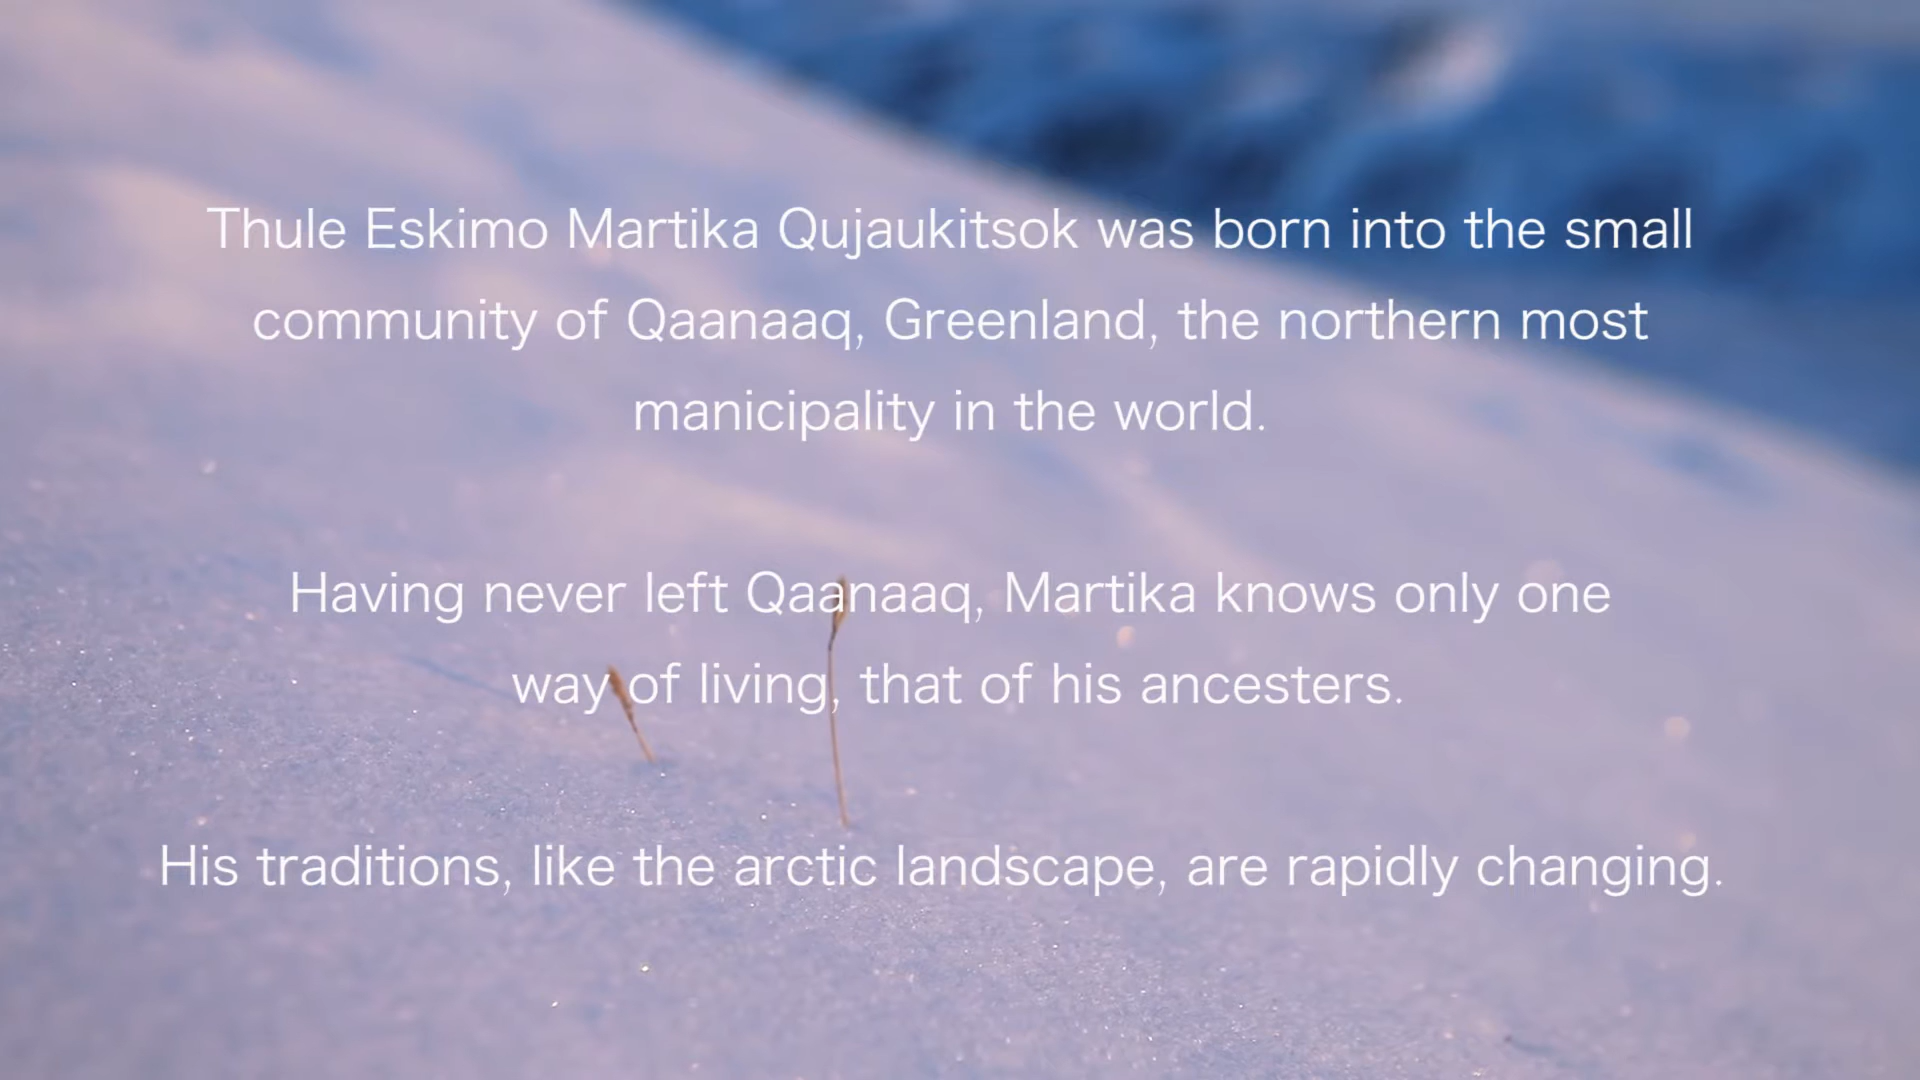 Thule Eskimo Martika Qujaukitsok was born into the small
community of Qaanaaq, Greenland, the northern most
manicipality in the world.
Having never left Qaanaaq, Martika knows only one
way of living, that of his ancesters.
His traditions, like the arctic landscape, are rapidly changing.